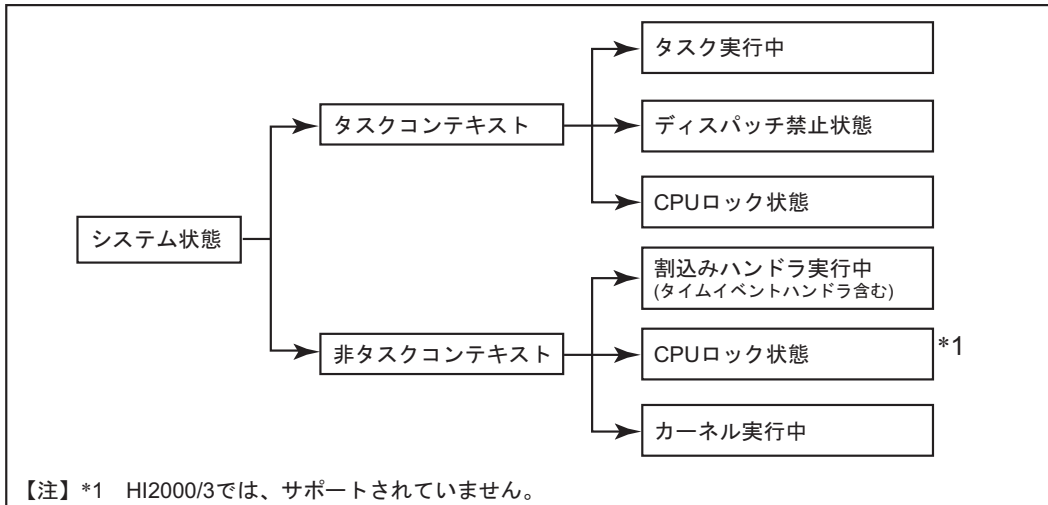 システム状態
タスクコンテキスト
タスク実行中
ディスパッチ禁止状態
CPUロック状態
非タスクコンテキスト
割込みハンドラ実行中
(タイムイベントハンドラ含む)
CPUロック状態 *1
カーネル実行中
【注】*1 HI2000/3では、サポートされていません。